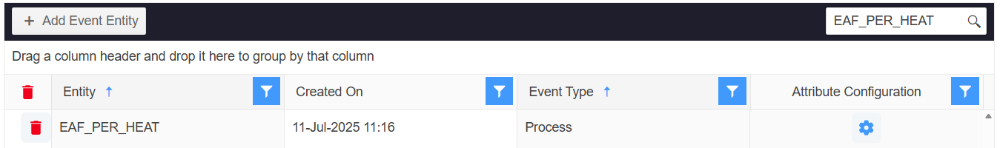 + Add Event Entity
EAF_PER_HEAT
Drag a column header and drop it here to group by that column
Entity ↑ Created On Event Type ↑ Attribute Configuration
EAF_PER_HEAT 11-Jul-2025 11:16 Process